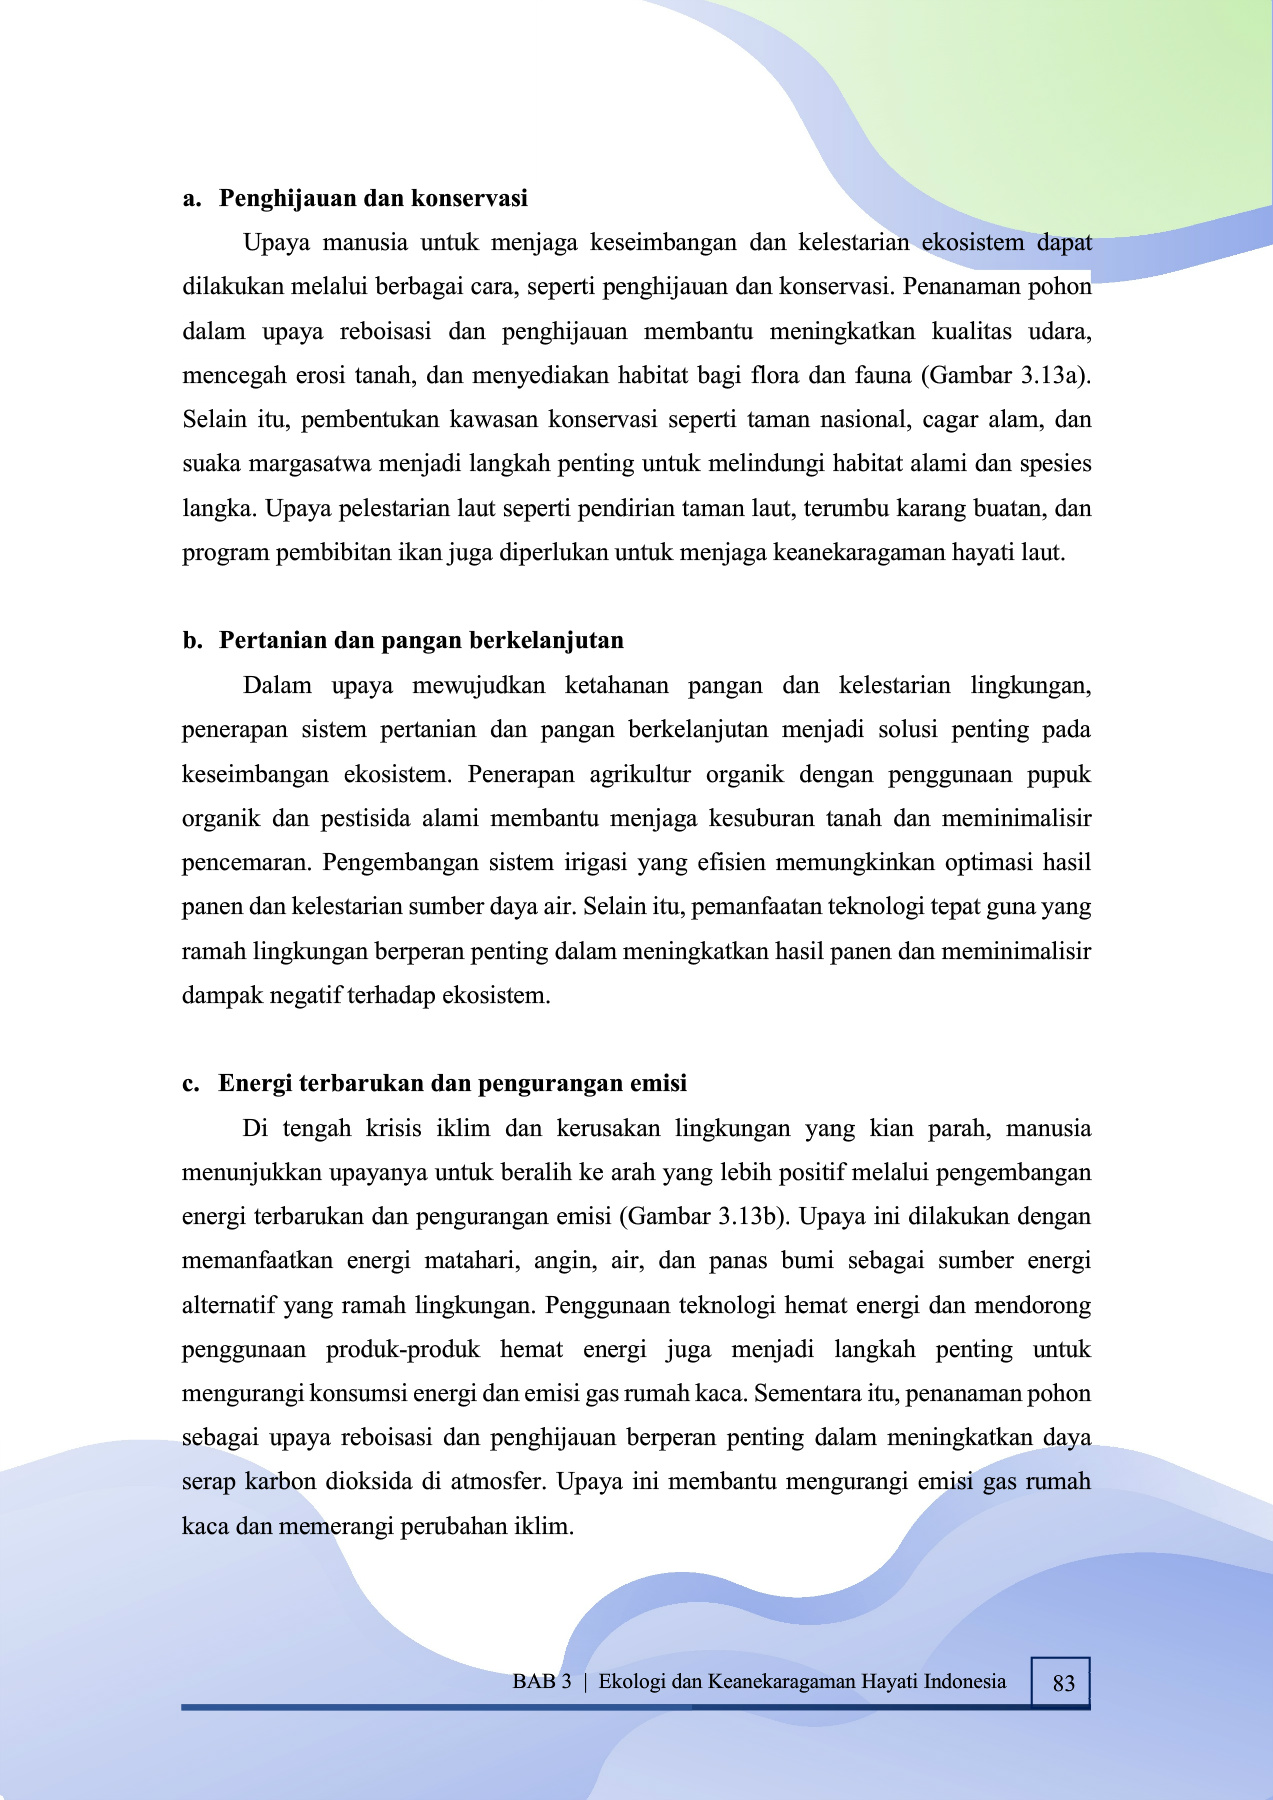 a. Penghijauan dan konservasi
Upaya manusia untuk menjaga keseimbangan dan kelestarian ekosistem dapat
dilakukan melalui berbagai cara, seperti penghijauan dan konservasi. Penanaman pohon
dalam upaya reboisasi dan penghijauan membantu meningkatkan kualitas udara,
mencegah erosi tanah, dan menyediakan habitat bagi flora dan fauna (Gambar 3.13a).
Selain itu, pembentukan kawasan konservasi seperti taman nasional, cagar alam, dan
suaka margasatwa menjadi langkah penting untuk melindungi habitat alami dan spesies
langka. Upaya pelestarian laut seperti pendirian taman laut, terumbu karang buatan, dan
program pembibitan ikan juga diperlukan untuk menjaga keanekaragaman hayati laut.
b. Pertanian dan pangan berkelanjutan
Dalam upaya mewujudkan ketahanan pangan dan kelestarian lingkungan,
penerapan sistem pertanian dan pangan berkelanjutan menjadi solusi penting pada
keseimbangan ekosistem. Penerapan agrikultur organik dengan penggunaan pupuk
organik dan pestisida alami membantu menjaga kesuburan tanah dan meminimalisir
pencemaran. Pengembangan sistem irigasi yang efisien memungkinkan optimasi hasil
panen dan kelestarian sumber daya air. Selain itu, pemanfaatan teknologi tepat guna yang
ramah lingkungan berperan penting dalam meningkatkan hasil panen dan meminimalisir
dampak negatif terhadap ekosistem.
c. Energi terbarukan dan pengurangan emisi
Di tengah krisis iklim dan kerusakan lingkungan yang kian parah, manusia
menunjukkan upayanya untuk beralih ke arah yang lebih positif melalui pengembangan
energi terbarukan dan pengurangan emisi (Gambar 3.13b). Upaya ini dilakukan dengan
memanfaatkan energi matahari, angin, air, dan panas bumi sebagai sumber energi
alternatif yang ramah lingkungan. Penggunaan teknologi hemat energi dan mendorong
penggunaan produk-produk hemat energi juga menjadi langkah penting untuk
mengurangi konsumsi energi dan emisi gas rumah kaca. Sementara itu, penanaman pohon
sebagai upaya reboisasi dan penghijauan berperan penting dalam meningkatkan daya
serap karbon dioksida di atmosfer. Upaya ini membantu mengurangi emisi gas rumah
kaca dan memerangi perubahan iklim.
BAB 3 | Ekologi dan Keanekaragaman Hayati Indonesia 83